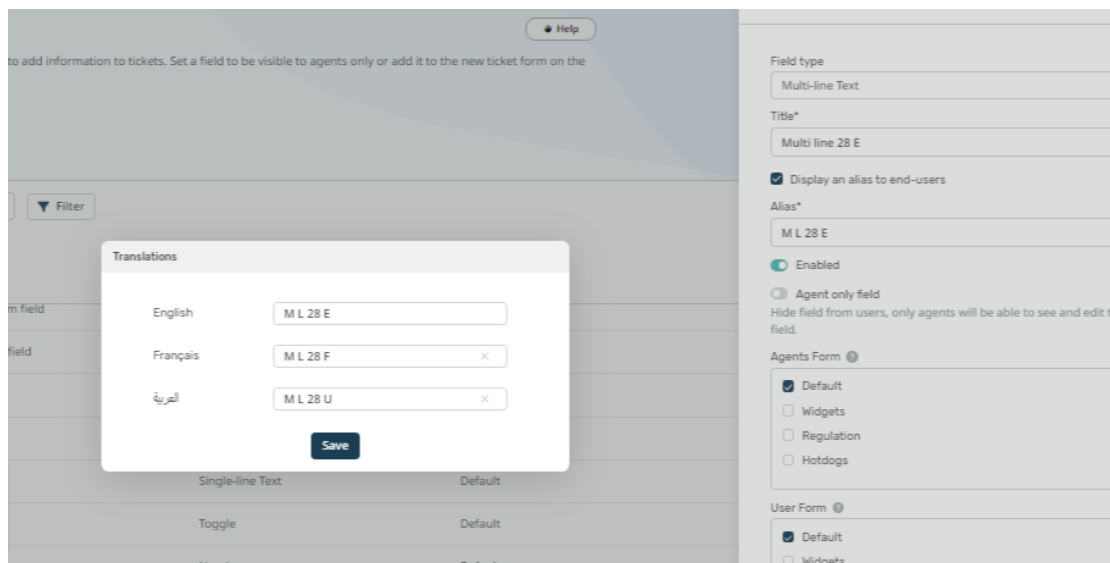 Help
to add information to tickets. Set a field to be visible to agents only or add it to the new ticket form on the
Filter
m field
field
Single-line Text Default
Toggle Default
Translations
English M L 28 E
Français M L 28 F
العربية M L 28 U
Save
Field type
Multi-line Text
Title*
Multi line 28 E
Display an alias to end-users
Alias*
M L 28 E
Enabled
Agent only field
Hide field from users, only agents will be able to see and edit t
field.
Agents Form
Default
Widgets
Regulation
Hotdogs
User Form
Default
Widgets